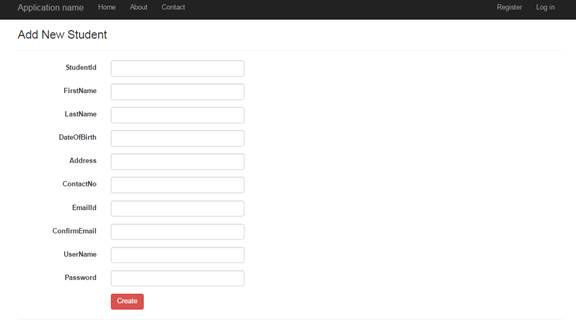 Application name Home About Contact Register Log in
Add New Student
StudentId
FirstName
LastName
DateOfBirth
Address
ContactNo
EmailId
ConfirmEmail
UserName
Password
Create